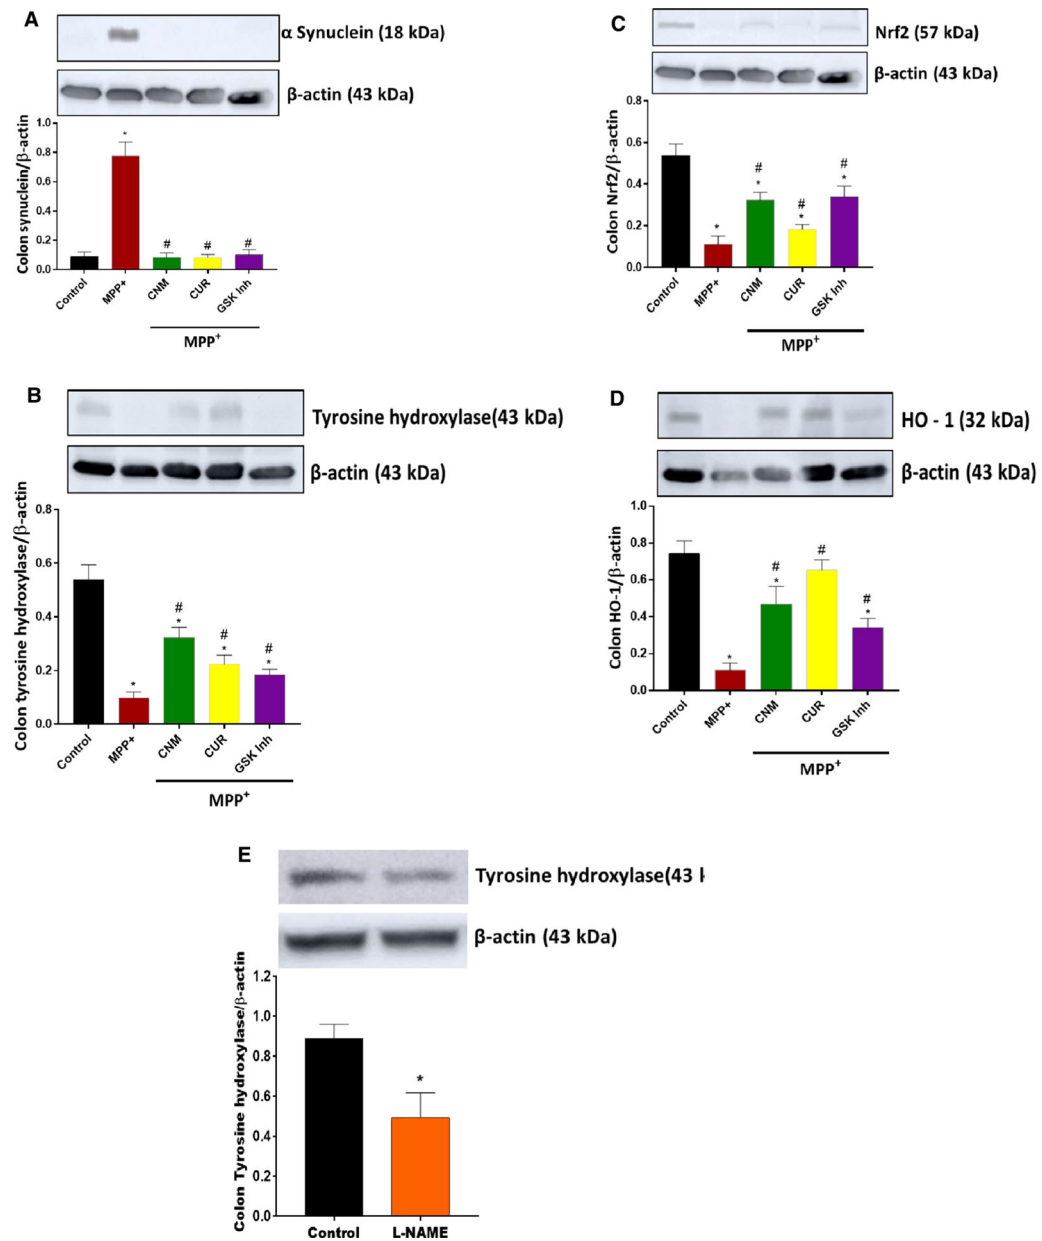 A
α Synuclein (18 kDa)
β-actin (43 kDa)
Colon synuclein/β-actin
1.0
0.8
0.6
0.4
0.2
0.0
*
#
#
#
Control
MPP+
CNM
CUR
GSK Inh
MPP⁺
C
Nrf2 (57 kDa)
β-actin (43 kDa)
Colon Nrf2/β-actin
0.8
0.6
0.4
0.2
0.0
*
#
*
#
*
#
*
Control
MPP+
CNM
CUR
GSK Inh
MPP⁺
B
Tyrosine hydroxylase(43 kDa)
β-actin (43 kDa)
Colon tyrosine hydroxylase/β-actin
0.8
0.6
0.4
0.2
0.0
*
#
*
#
*
#
*
Control
MPP+
CNM
CUR
GSK Inh
MPP⁺
D
HO - 1 (32 kDa)
β-actin (43 kDa)
Colon HO-1/β-actin
1.0
0.8
0.6
0.4
0.2
0.0
*
#
*
#
#
*
Control
MPP+
CNM
CUR
GSK Inh
MPP⁺
E
Tyrosine hydroxylase(43
β-actin (43 kDa)
Colon Tyrosine hydroxylase/β-actin
1.2
1.0
0.8
0.6
0.4
0.2
0.0
*
Control
L-NAME